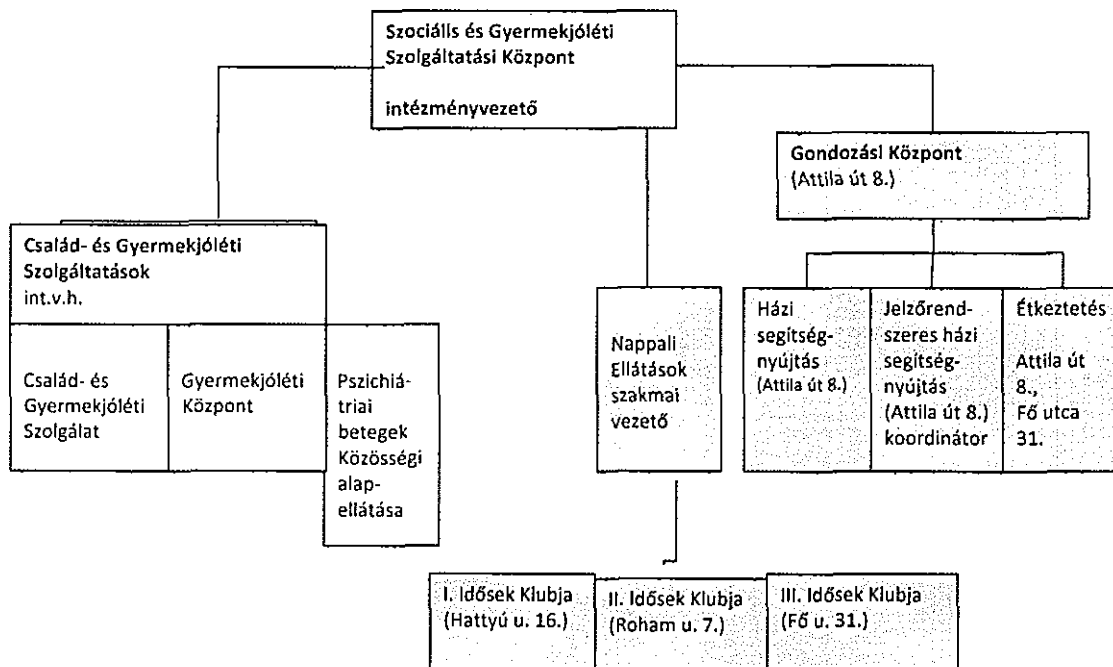 Szociális és Gyermekjóléti
Szolgáltatási Központ
intézményvezető
Gondozási Központ
(Attila út 8.)
Család- és Gyermekjóléti
Szolgáltatások
int.v.h.
Család- és
Gyermekjóléti
Szolgálat
Gyermekjóléti
Központ
Pszichiá-
triai
betegek
Közösségi
alap-
ellátása
Nappali
Ellátások
szakmai
vezető
Házi
segítség-
nyújtás
(Attila út 8.)
Jelzőrend-
szeres házi
segítség-
nyújtás
(Attila út 8.)
koordinátor
Étkeztetés
Attila út
8.,
Fő utca
31.
I. Idősek Klubja
(Hattyú u. 16.)
II. Idősek Klubja
(Roham u. 7.)
III. Idősek Klubja
(Fő u. 31.)